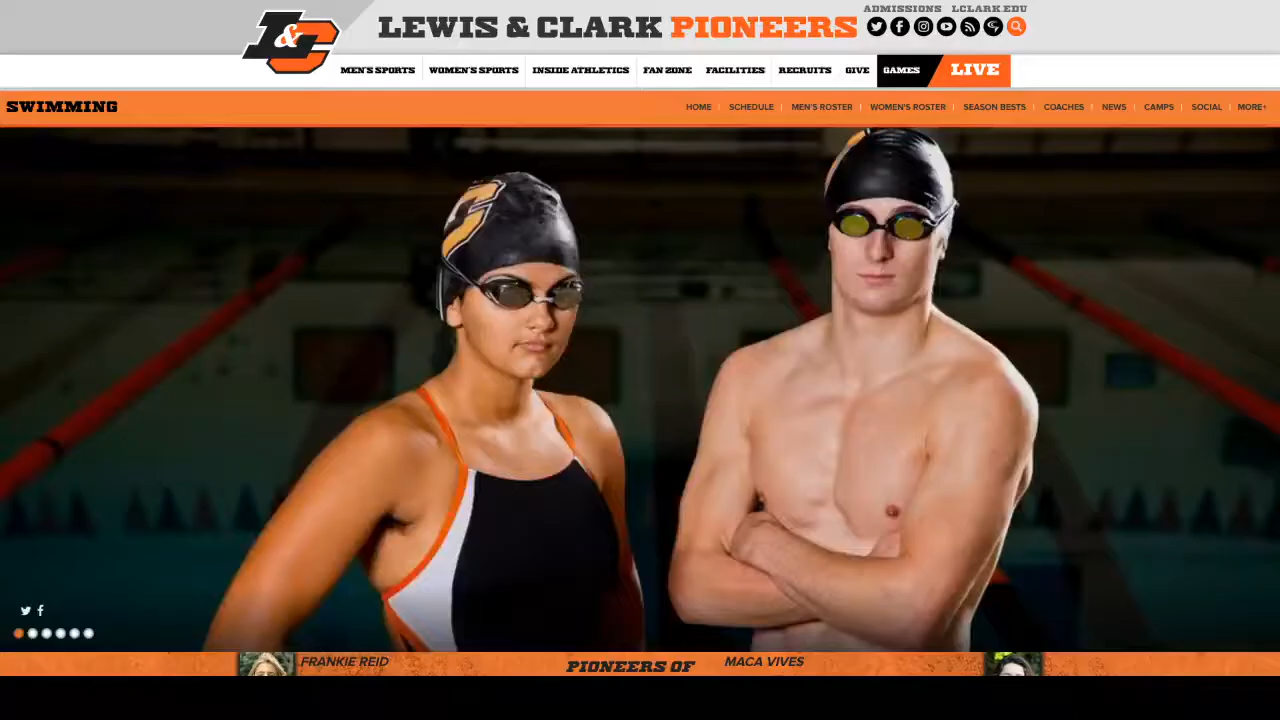 ADMISSIONS LCLARK.EDU
L&C LEWIS & CLARK PIONEERS
MEN'S SPORTS WOMEN'S SPORTS INSIDE ATHLETICS FAN ZONE FACILITIES RECRUITS GIVE GAMES LIVE
SWIMMING HOME SCHEDULE MEN'S ROSTER WOMEN'S ROSTER SEASON BESTS COACHES NEWS CAMPS SOCIAL MORE+
FRANKIE REID PIONEERS OF MACA VIVES